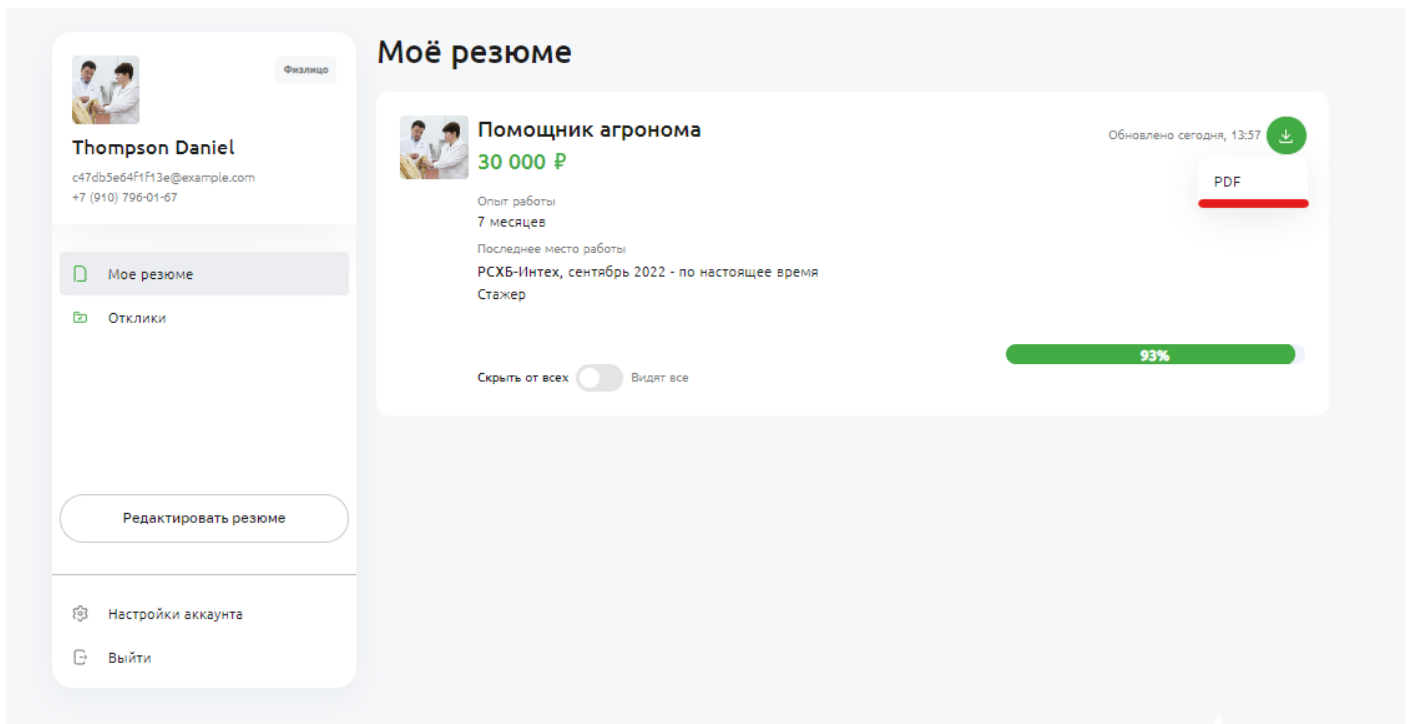 Физлицо
Thompson Daniel
c47db5e64f1f13e@example.com
+7 (910) 796-01-67
Мое резюме
Отклики
Редактировать резюме
Настройки аккаунта
Выйти
Моё резюме
Помощник агронома
30 000 ₽
Обновлено сегодня, 13:57
PDF
Опыт работы
7 месяцев
Последнее место работы
РСХБ-Интех, сентябрь 2022 - по настоящее время
Стажер
93%
Скрыть от всех Видят все